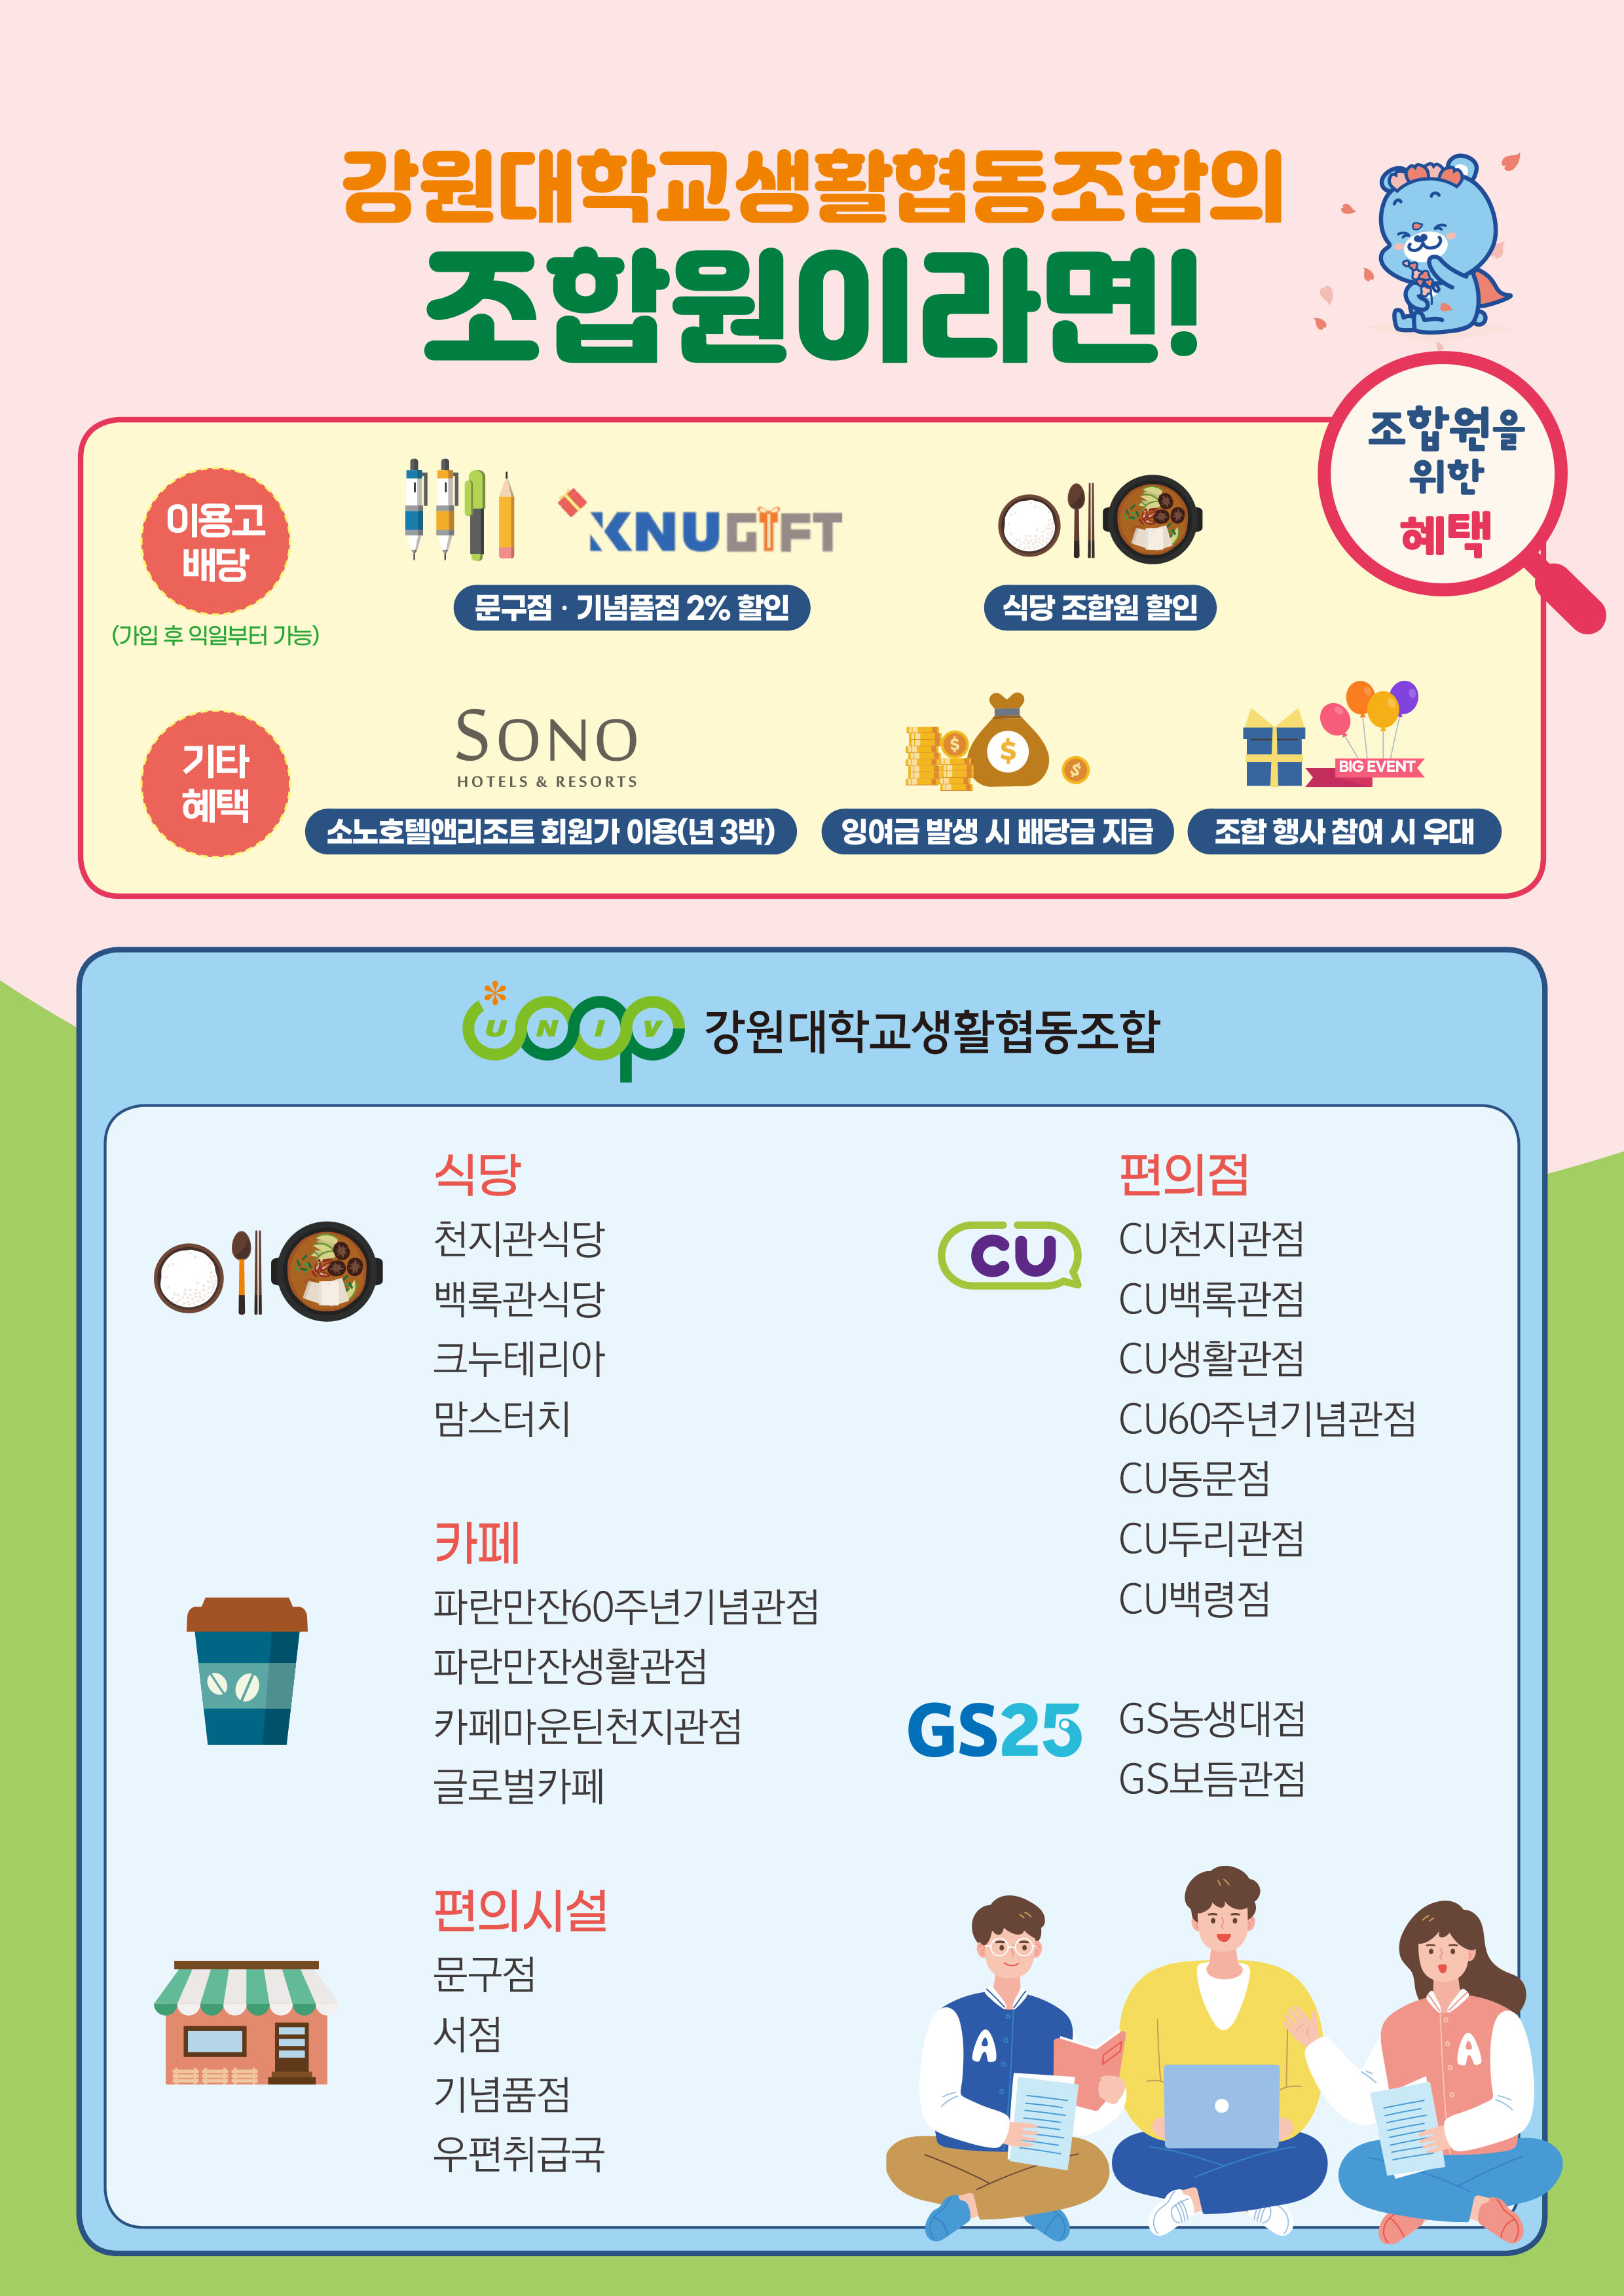 강원대학교생활협동조합의
조합원이라면!
조합원을
위한
혜택
이용고
배당
(가입 후 익일부터 가능)
KNUGIFT
문구점 · 기념품점 2% 할인
식당 조합원 할인
기타
혜택
SONO
HOTELS & RESORTS
소노호텔앤리조트 회원가 이용(년 3박)
$
$
$
잉여금 발생 시 배당금 지급
BIG EVENT
조합 행사 참여 시 우대
UNIV
강원대학교생활협동조합
식당
천지관식당
백록관식당
크누테리아
맘스터치
카페
파란만잔60주년기념관점
파란만잔생활관점
카페마운틴천지관점
글로벌카페
편의시설
문구점
서점
기념품점
우편취급국
편의점
CU
CU천지관점
CU백록관점
CU생활관점
CU60주년기념관점
CU동문점
CU두리관점
CU백령점
GS25
GS농생대점
GS보듬관점
A
A